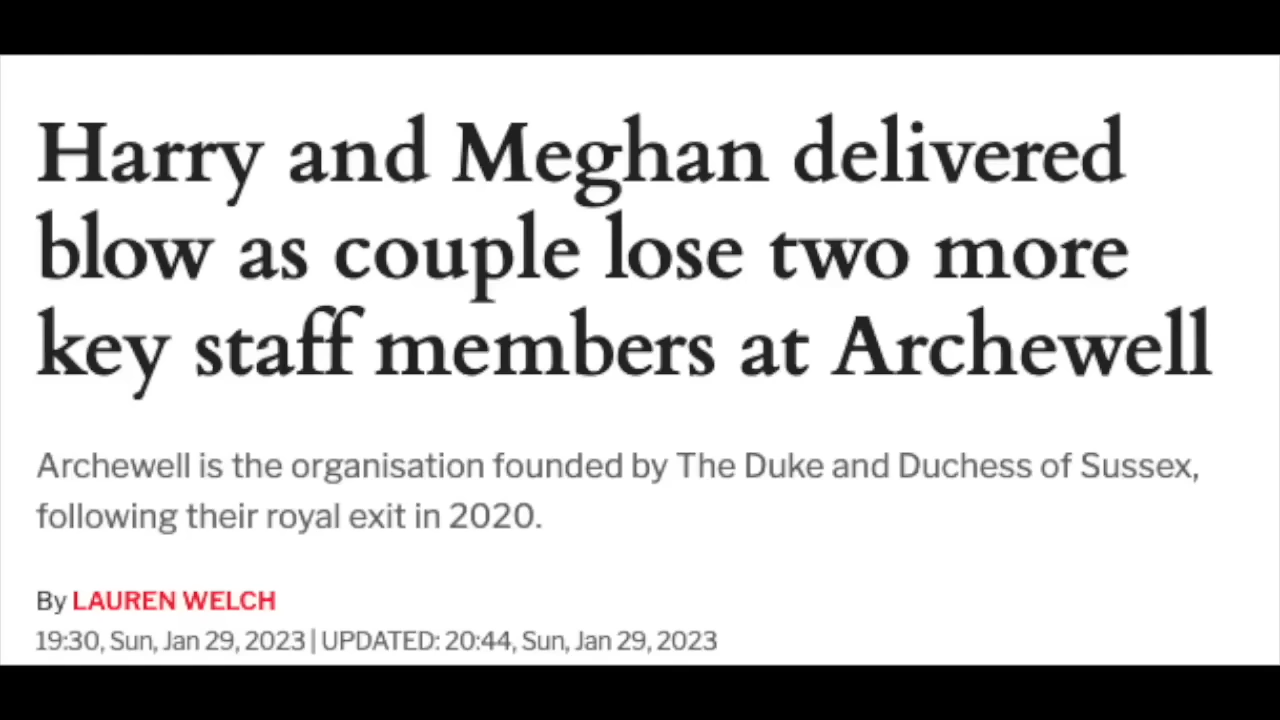 Harry and Meghan delivered
blow as couple lose two more
key staff members at Archewell
Archewell is the organisation founded by The Duke and Duchess of Sussex,
following their royal exit in 2020.
By LAUREN WELCH
19:30, Sun, Jan 29, 2023 | UPDATED: 20:44, Sun, Jan 29, 2023